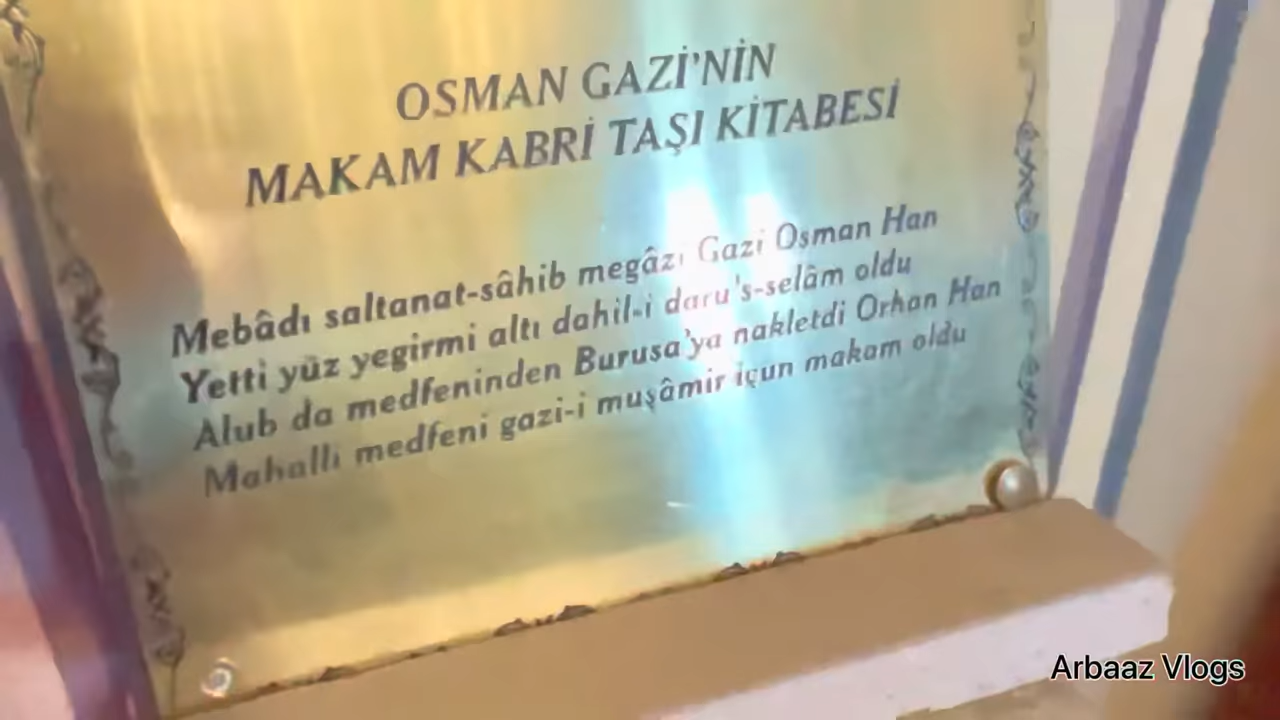 OSMAN GAZİ'NİN
MAKAM KABRİ TAŞI KİTABESİ
Mebâdı saltanat-sâhib megâzi Gazi Osman Han
Yetti yüz yegirmi altı dahil-i daru's-selâm oldu
Alub da medfeninden Burusa'ya nakletdi Orhan Han
Mahallı medfeni gazi-i muşâmir içun makam oldu
Arbaaz Vlogs